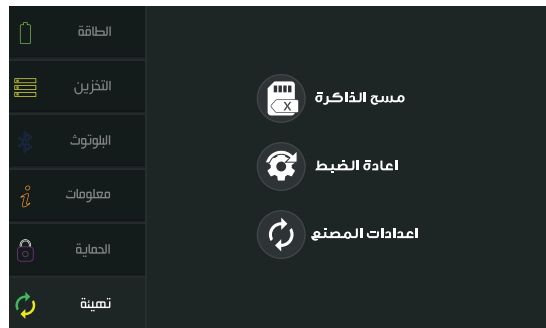 الطاقة
التخزين
البلوتوث
معلومات
الحماية
تهيئة
مسح الذاكرة
X
اعادة الضبط
اعدادات المصنع